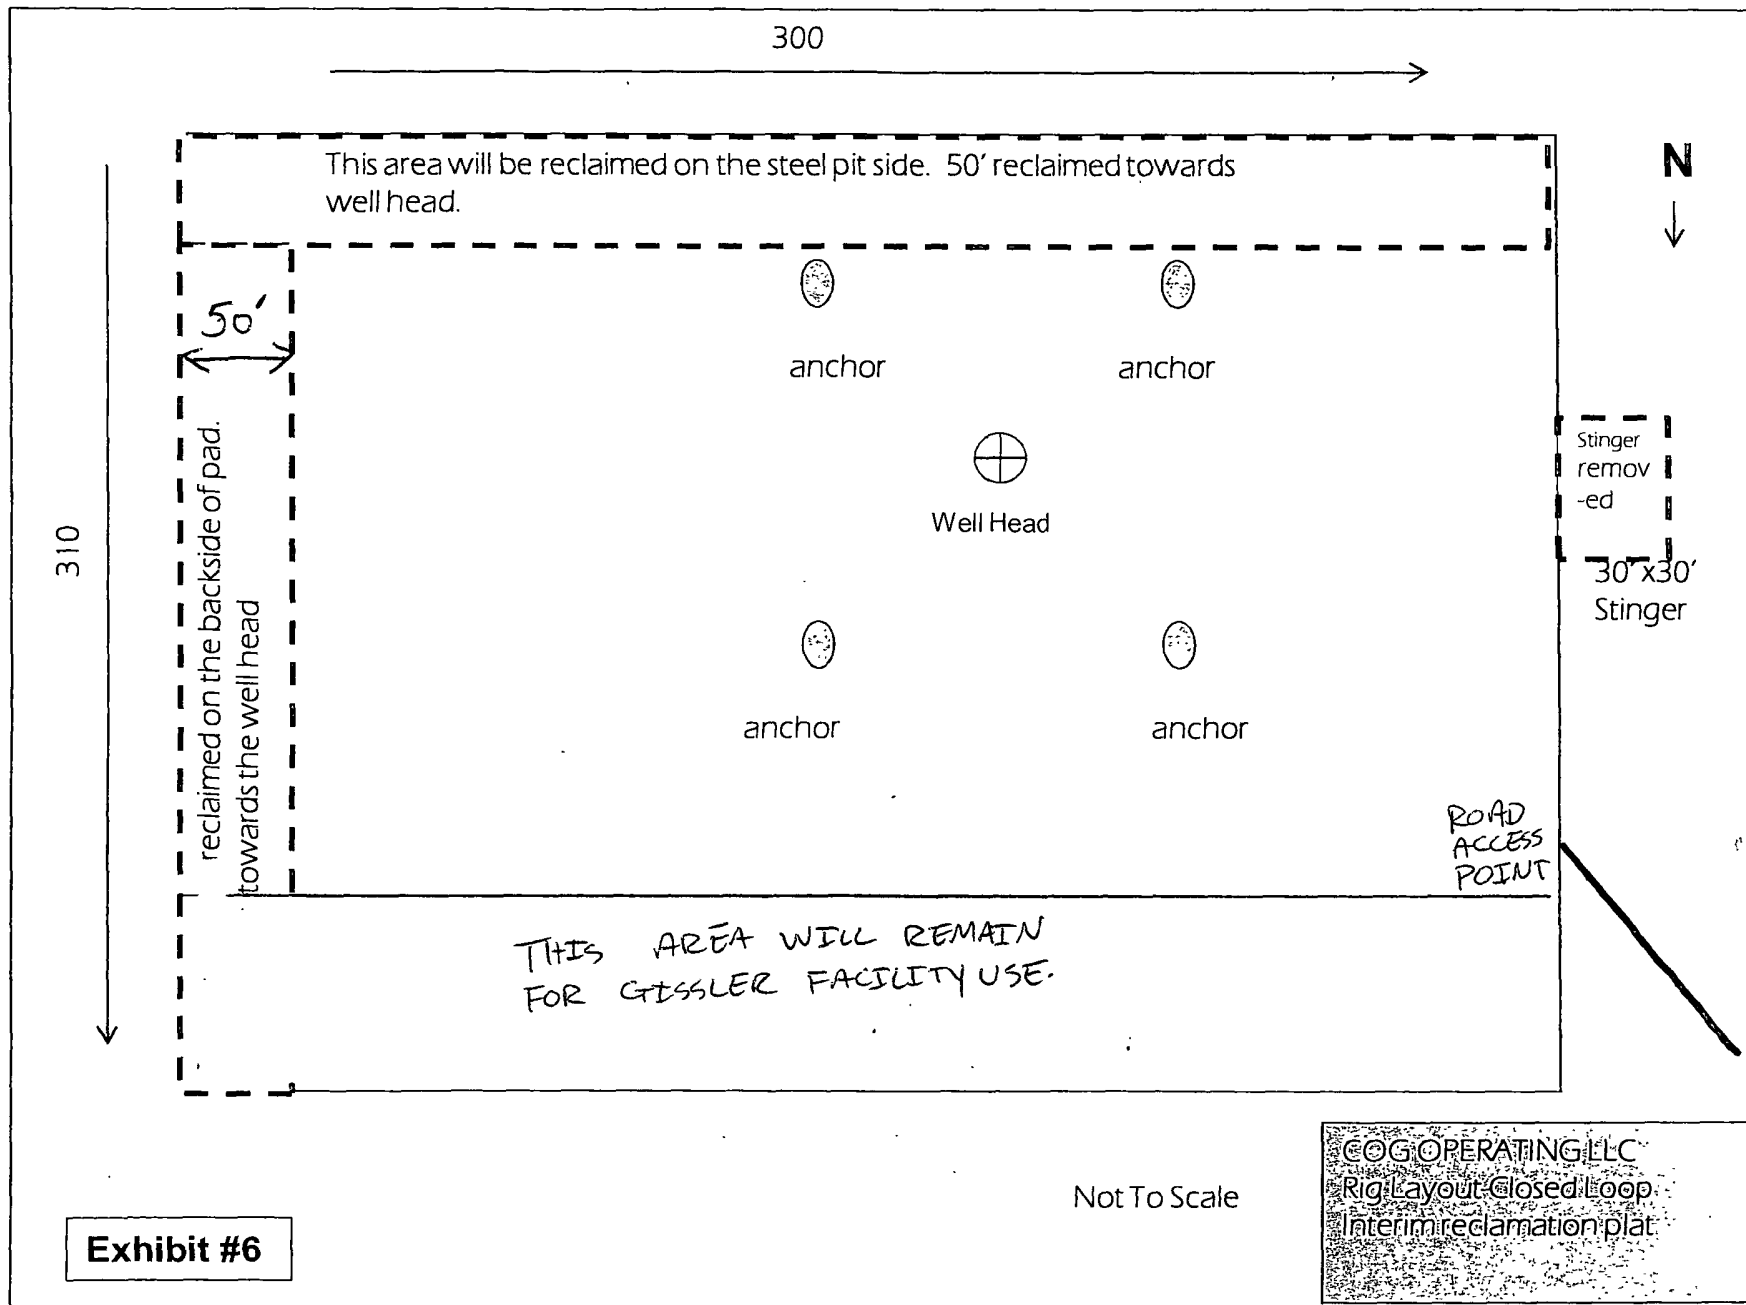 300
This area will be reclaimed on the steel pit side. 50' reclaimed towards
well head.
N
50'
anchor
anchor
Stinger
remov
-ed
Well Head
310
reclaimed on the backside of pad.
towards the well head
30'x30'
Stinger
anchor
anchor
ROAD
ACCESS
POINT
THIS AREA WILL REMAIN
FOR GISSLER FACILITY USE.
Not To Scale
COG OPERATING LLC
Rig Layout Closed Loop
Interim reclamation plat
Exhibit #6